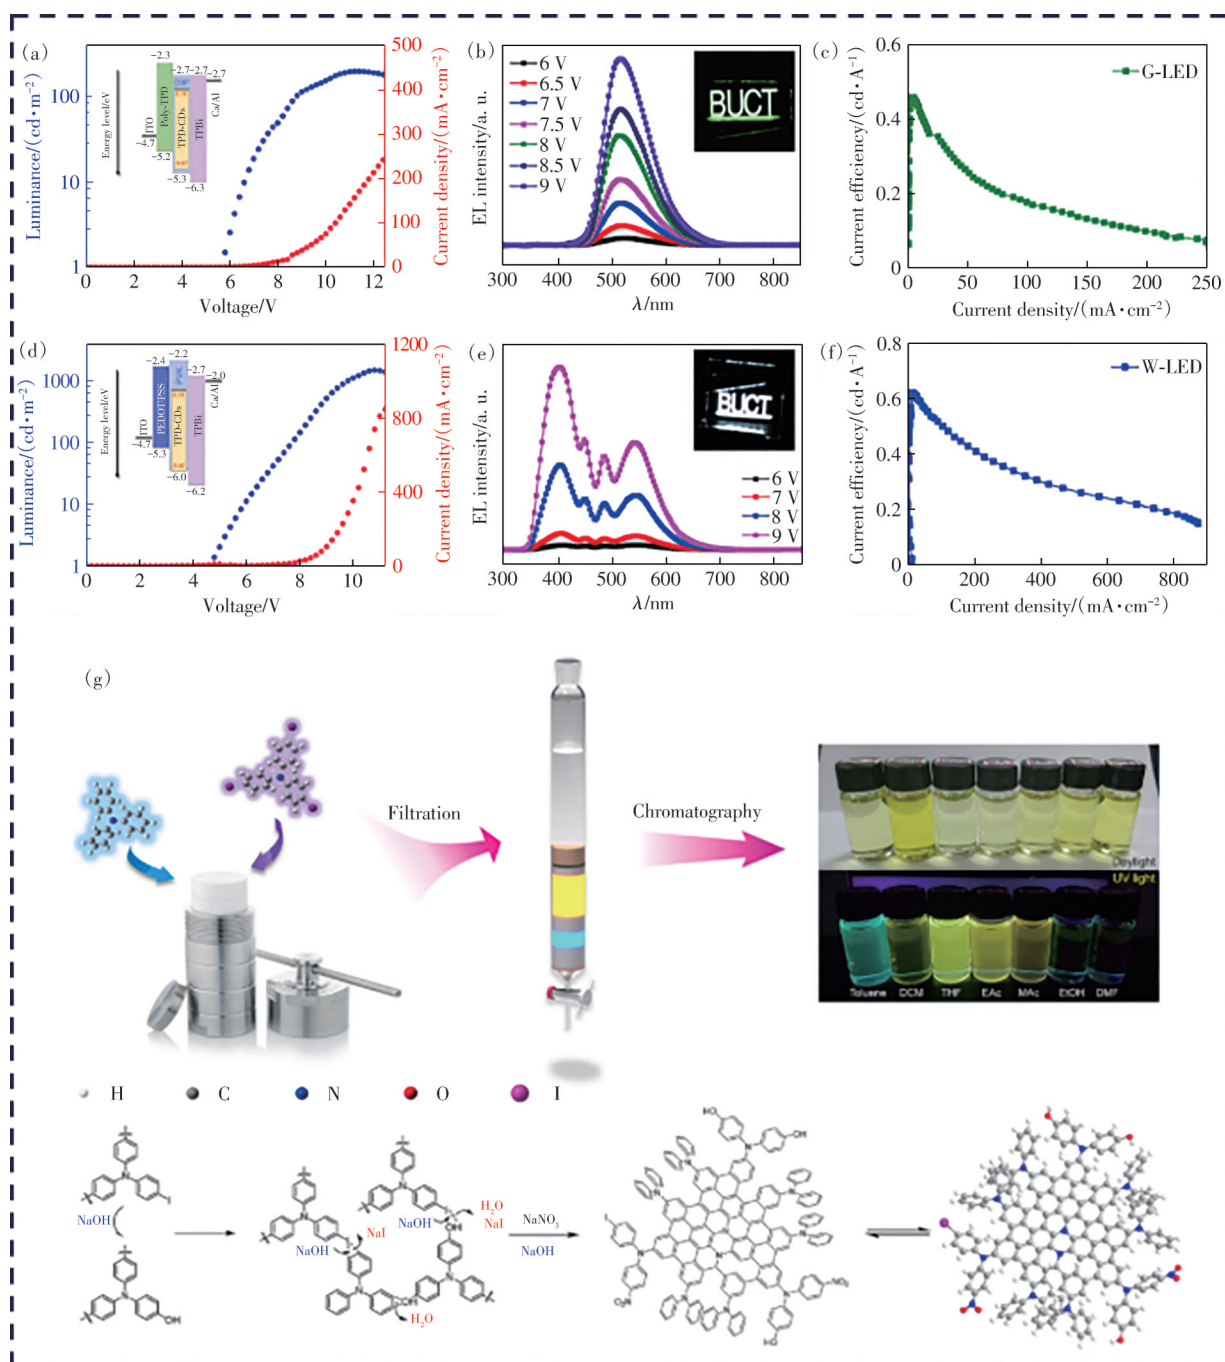 (a)
Luminance/(cd·m⁻²)
100
10
1
0 2 4 6 8 10 12
Voltage/V
500
400
300
200
100
0
Current density/(mA·cm⁻²)
Energy level/eV
ITO
−4.7
−2.3
Poly-TPD
−5.2
−2.7
TPD-CDs
−5.3
−2.7
TPBi
−6.3
−2.7
Ca/Al
(b)
EL intensity/a. u.
6 V
6.5 V
7 V
7.5 V
8 V
8.5 V
9 V
BUCT
300 400 500 600 700 800
λ/nm
(c)
Current efficiency/(cd·A⁻¹)
0.6
0.4
0.2
0
G-LED
0 50 100 150 200 250
Current density/(mA·cm⁻²)
(d)
Luminance/(cd·m⁻²)
1000
100
10
1
0 2 4 6 8 10
Voltage/V
1200
800
400
0
Current density/(mA·cm⁻²)
Energy level/eV
ITO
−4.7
−2.4
PEDOT:PSS
−5.3
−2.2
PVK
TPD-CDs
−6.0
−2.7
TPBi
−6.2
−2.0
Ca/Al
(e)
EL intensity/a. u.
BUCT
6 V
7 V
8 V
9 V
300 400 500 600 700 800
λ/nm
(f)
Current efficiency/(cd·A⁻¹)
0.8
0.6
0.4
0.2
0
W-LED
0 200 400 600 800
Current density/(mA·cm⁻²)
(g)
Filtration
Chromatography
Daylight
UV light
Toluene DCM THF EAc MAc EtOH DMF
H C N O I
N
I
NaOH
N
OH
N
NaOH
NaI
N
NaOH
OH
H₂O
NaI
N
OH
H₂O
N
NaNO₃
NaOH
HO
OH
N
I
NO₂
O₂N
HO